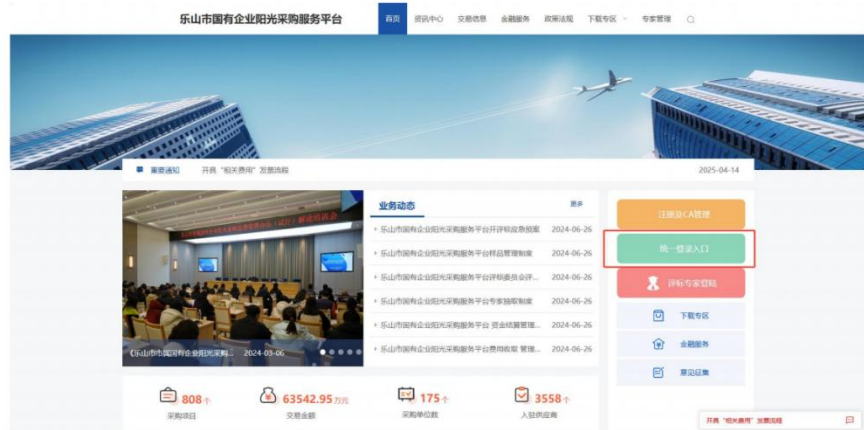 乐山市国有企业阳光采购服务平台
首页 资讯中心 交易信息 金融服务 政策法规 下载专区 专家管理
重要通知 开具“相关费用”发票流程 2025-04-14
业务动态 更多
乐山市国有企业阳光采购服务平台开评标应急预案 2024-06-26
乐山市国有企业阳光采购服务平台样品管理制度 2024-06-26
乐山市国有企业阳光采购服务平台评标委员会评... 2024-06-26
乐山市国有企业阳光采购服务平台专家抽取制度 2024-06-26
乐山市国有企业阳光采购服务平台 资金结算管理... 2024-06-26
乐山市国有企业阳光采购服务平台费用收取 管理... 2024-06-26
《乐山市市属国有企业阳光采购... 2024-03-06
注册及CA管理
统一登录入口
评标专家登陆
下载专区
金融服务
意见征集
808个
采购项目
63542.95万元
交易金额
175个
采购单位数
3558个
入驻供应商
开具“相关费用”发票流程